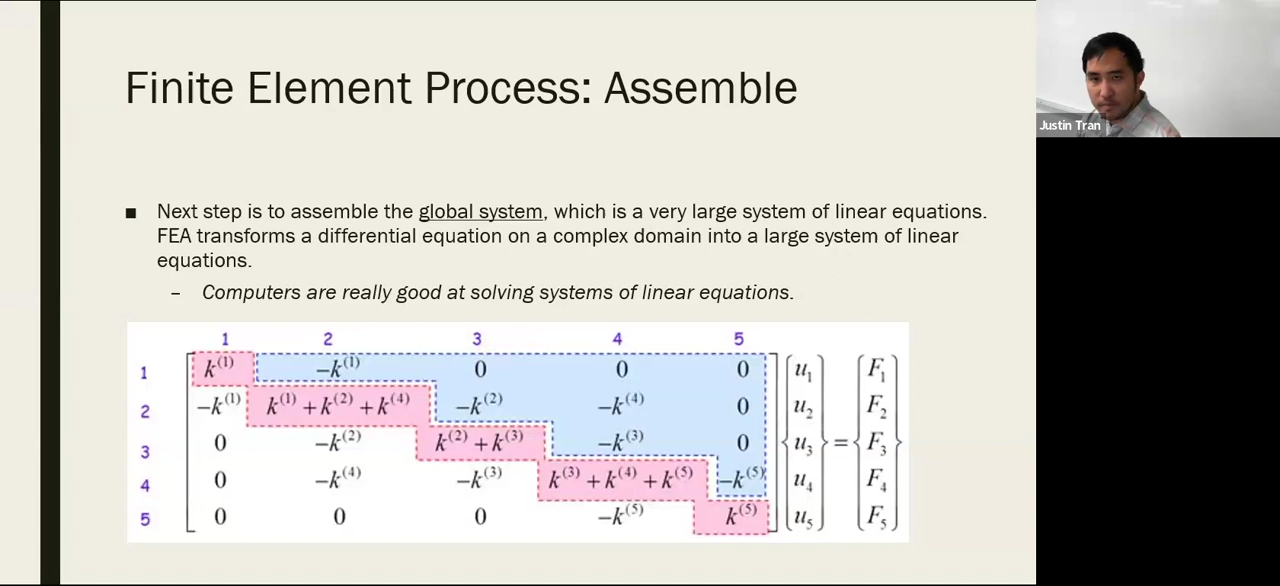 Finite Element Process: Assemble
Justin Tran
■ Next step is to assemble the global system, which is a very large system of linear equations.
FEA transforms a differential equation on a complex domain into a large system of linear
equations.
– Computers are really good at solving systems of linear equations.
1 2 3 4 5
1 k⁽¹⁾ −k⁽¹⁾ 0 0 0 u₁ F₁
2 −k⁽¹⁾ k⁽¹⁾ + k⁽²⁾ + k⁽⁴⁾ −k⁽²⁾ −k⁽⁴⁾ 0 u₂ F₂
3 0 −k⁽²⁾ k⁽²⁾ + k⁽³⁾ −k⁽³⁾ 0 u₃ = F₃
4 0 −k⁽⁴⁾ −k⁽³⁾ k⁽³⁾ + k⁽⁴⁾ + k⁽⁵⁾ −k⁽⁵⁾ u₄ F₄
5 0 0 0 −k⁽⁵⁾ k⁽⁵⁾ u₅ F₅